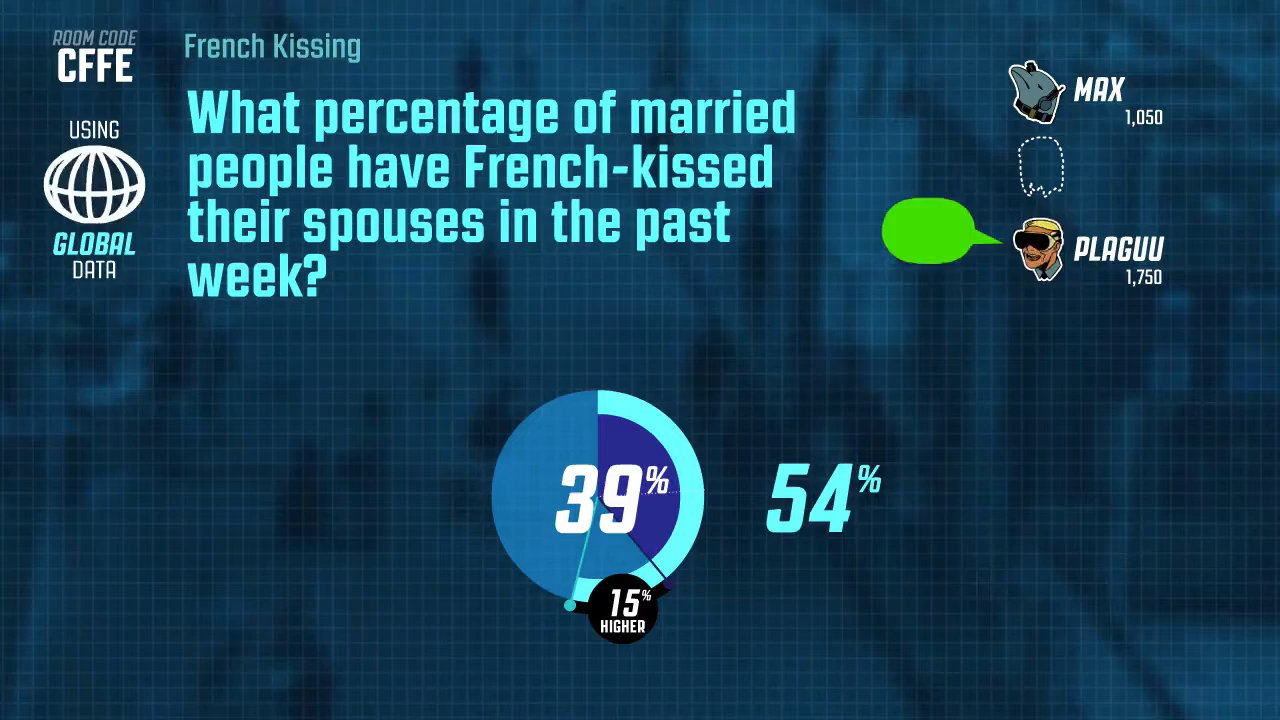 ROOM CODE
CFFE
USING
GLOBAL
DATA
French Kissing
What percentage of married
people have French-kissed
their spouses in the past
week?
MAX
1,050
PLAGUU
1,750
39%
54%
15%
HIGHER